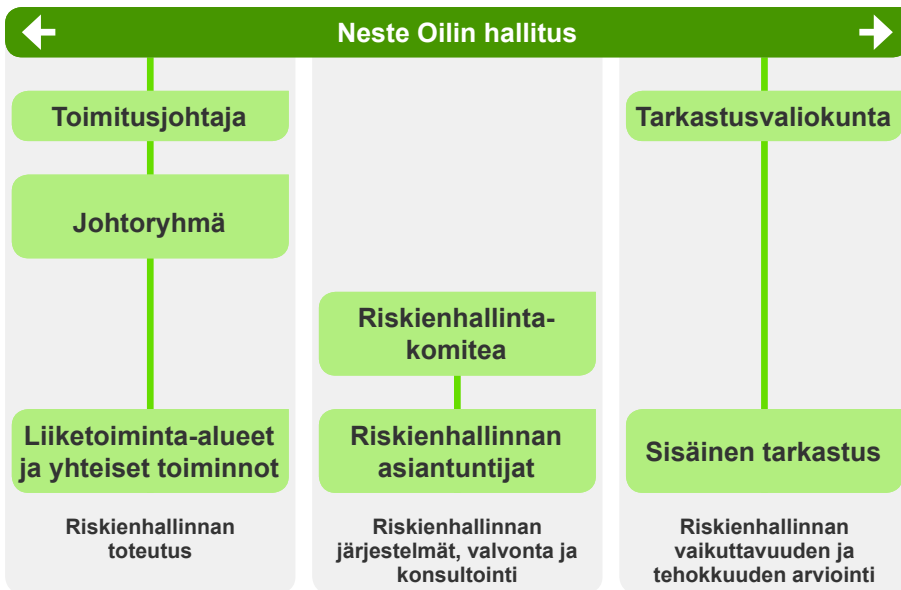 Neste Oilin hallitus
Toimitusjohtaja
Johtoryhmä
Liiketoiminta-alueet
ja yhteiset toiminnot
Riskienhallinnan
toteutus
Riskienhallinta-
komitea
Riskienhallinnan
asiantuntijat
Riskienhallinnan
järjestelmät, valvonta ja
konsultointi
Tarkastusvaliokunta
Sisäinen tarkastus
Riskienhallinnan
vaikuttavuuden ja
tehokkuuden arviointi